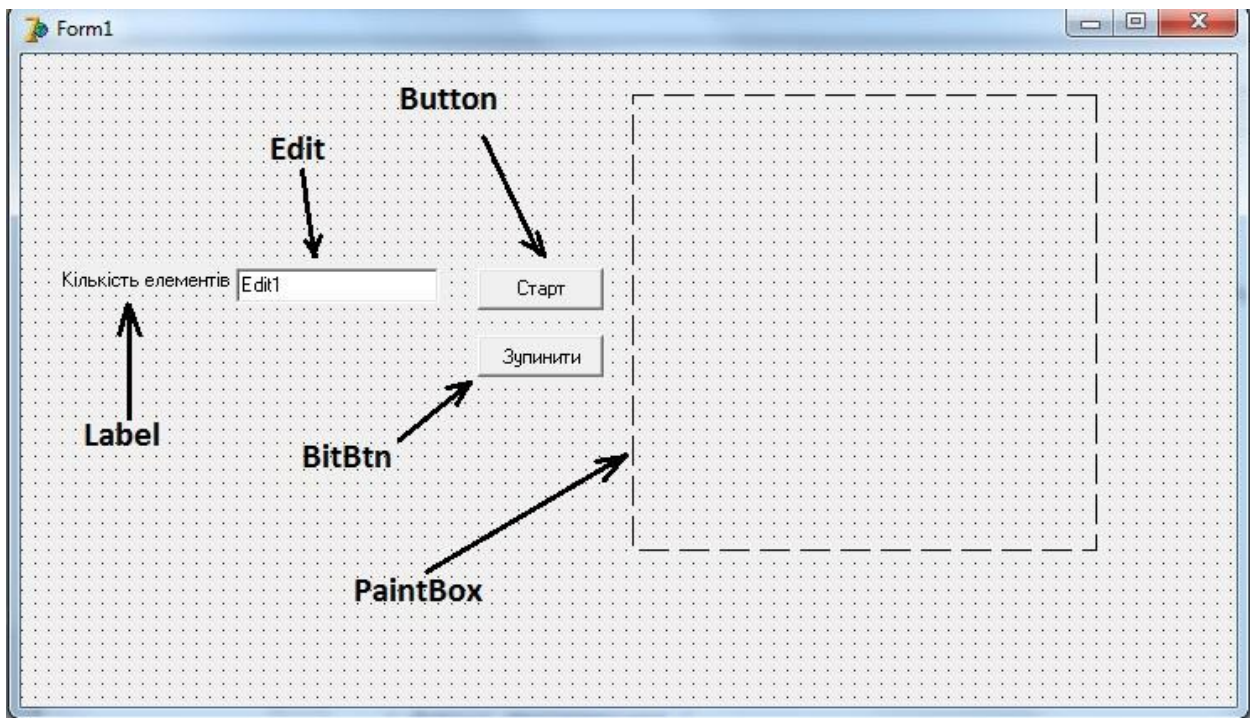 Form1
Button
Edit
Кількість елементів Edit1
Старт
Зупинити
Label
BitBtn
PaintBox